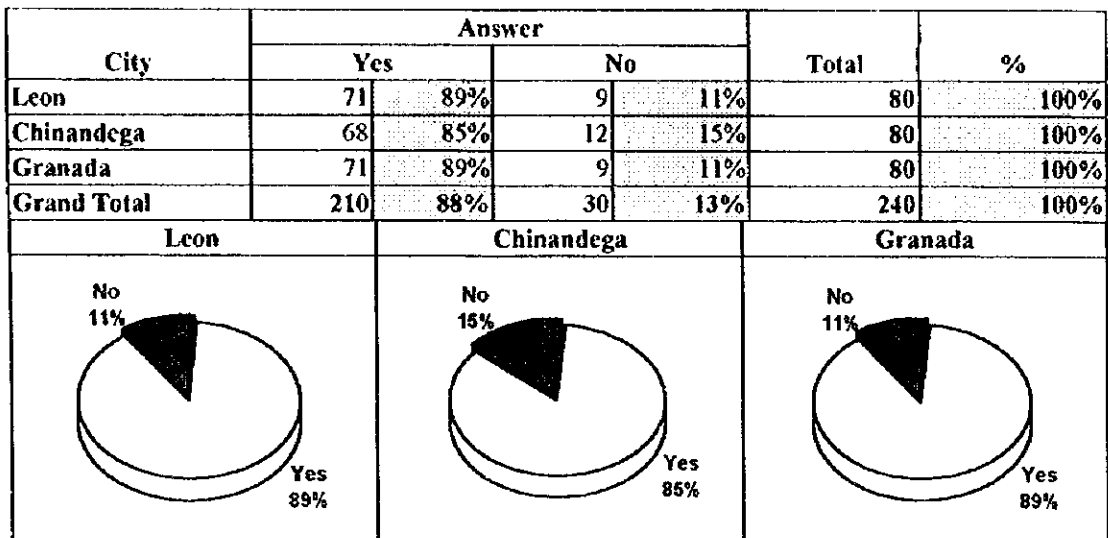 Answer
City Yes No Total %
Leon 71 89% 9 11% 80 100%
Chinandega 68 85% 12 15% 80 100%
Granada 71 89% 9 11% 80 100%
Grand Total 210 88% 30 13% 240 100%
Leon Chinandega Granada
No
11%
Yes
89%
No
15%
Yes
85%
No
11%
Yes
89%